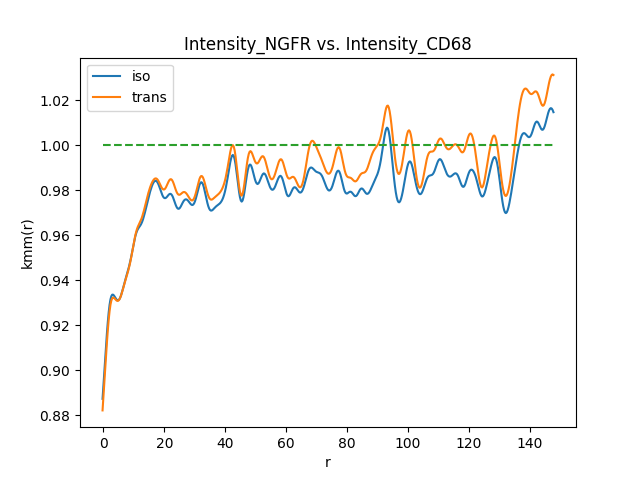 Intensity_NGFR vs. Intensity_CD68
iso
trans
1.02
1.00
0.98
0.96
0.94
0.92
0.90
0.88
kmm(r)
0 20 40 60 80 100 120 140
r